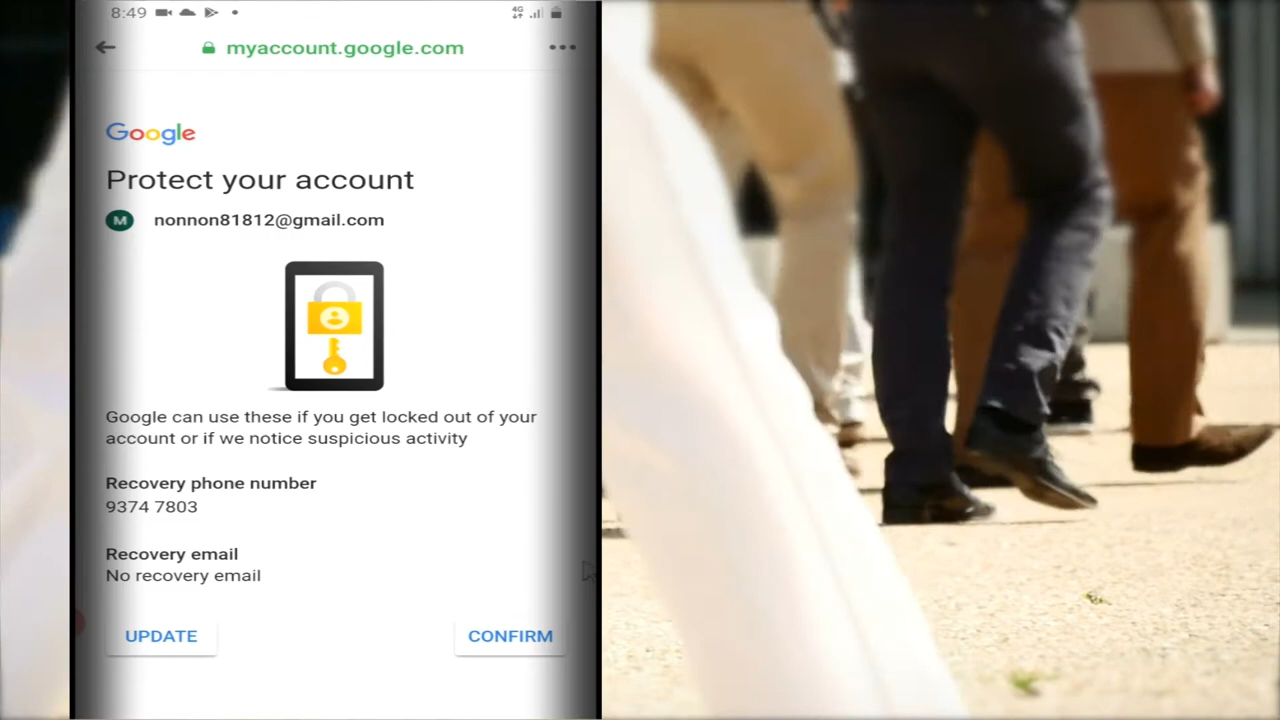 8:49
4G
myaccount.google.com
Google
Protect your account
M
nonnon81812@gmail.com
Google can use these if you get locked out of your
account or if we notice suspicious activity
Recovery phone number
9374 7803
Recovery email
No recovery email
UPDATE
CONFIRM